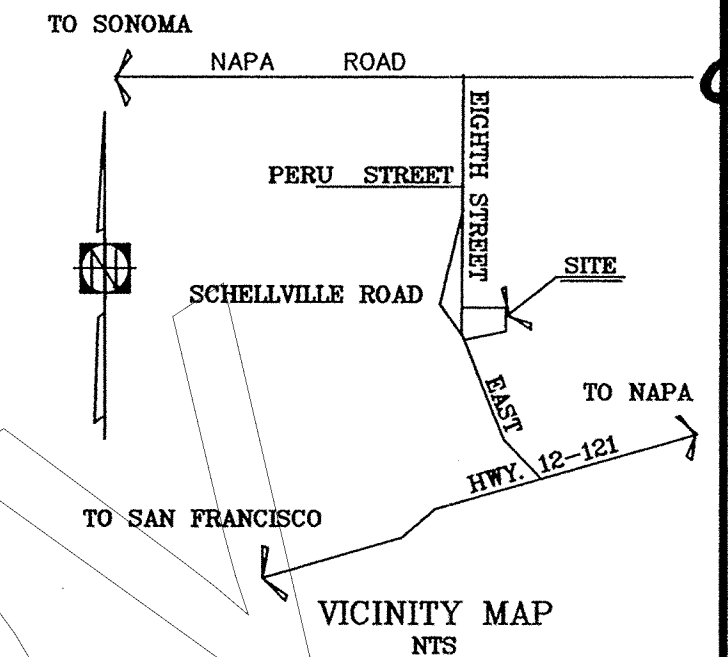 TO SONOMA
NAPA ROAD
EIGHTH STREET
PERU STREET
SITE
SCHELLVILLE ROAD
EAST
TO NAPA
HWY. 12-121
TO SAN FRANCISCO
VICINITY MAP
NTS